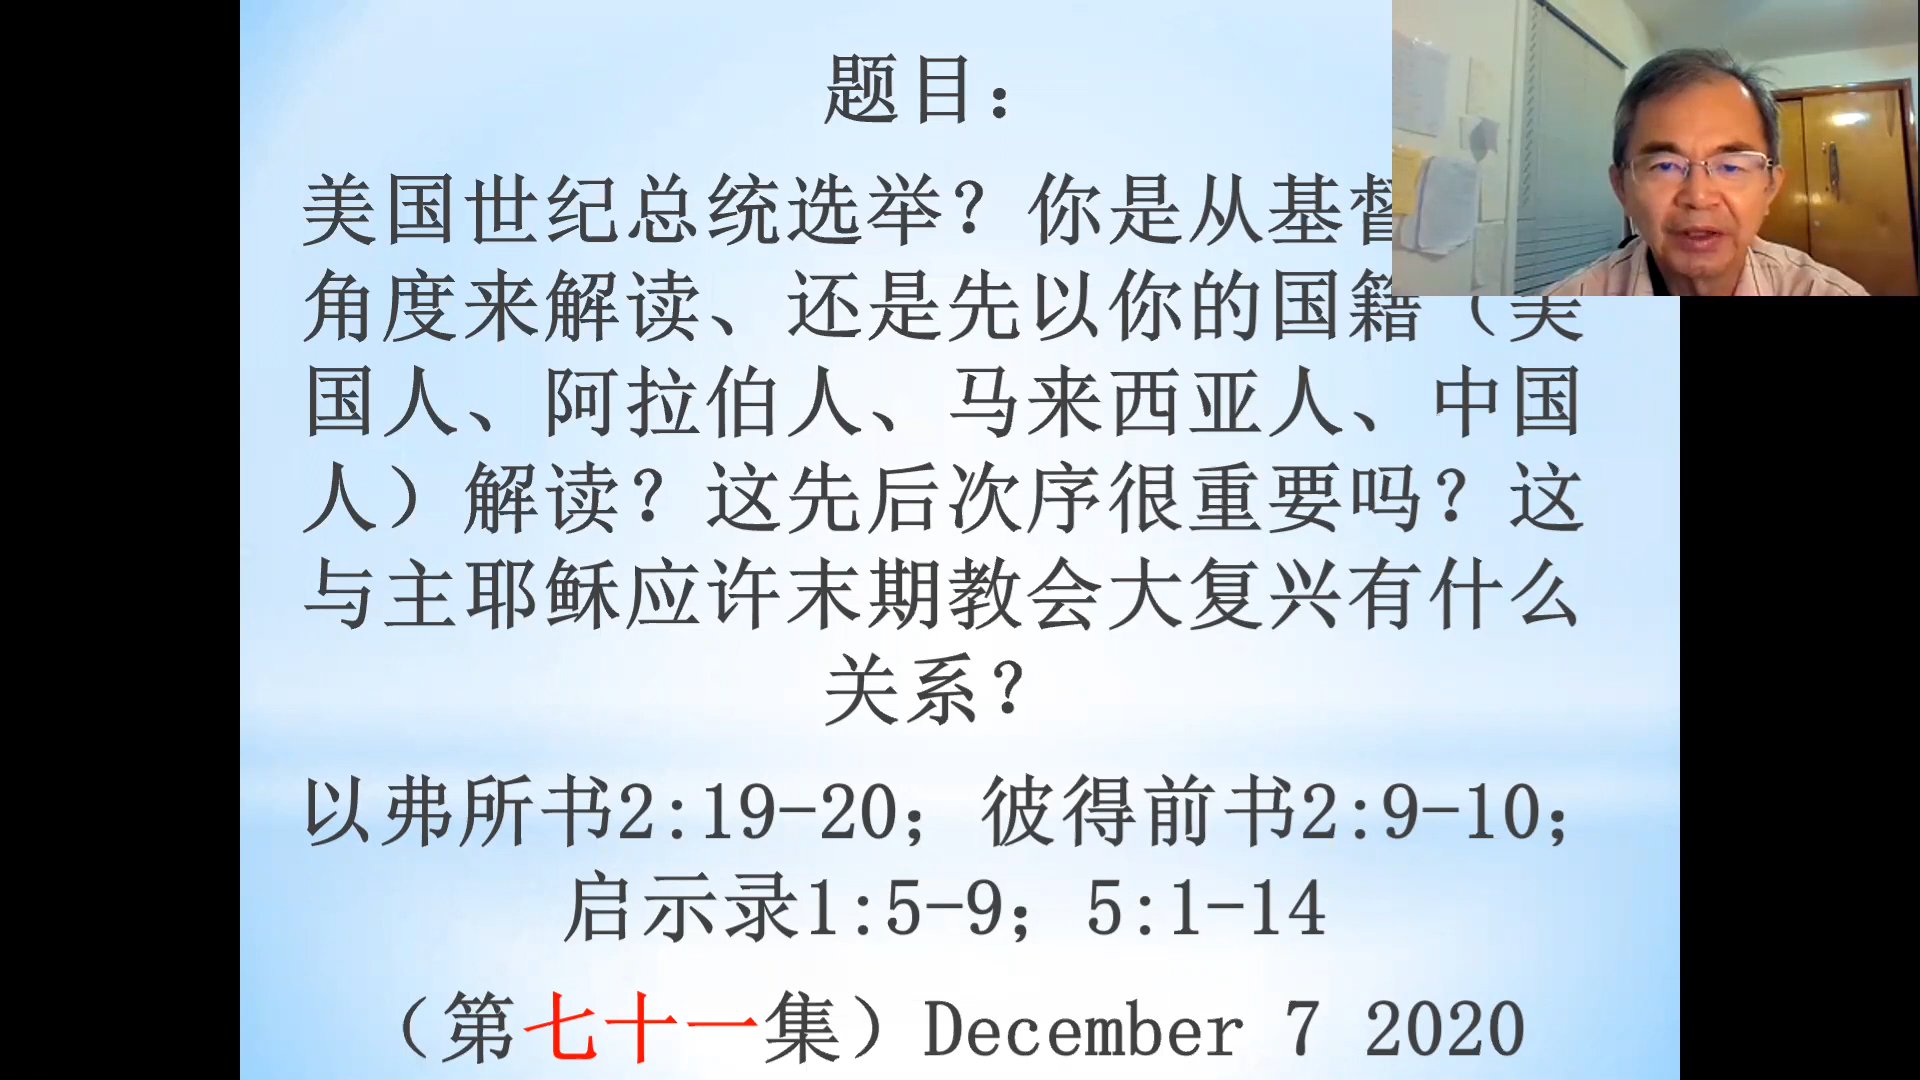 题目：
美国世纪总统选举？你是从基督
角度来解读、还是先以你的国籍（美
国人、阿拉伯人、马来西亚人、中国
人）解读？这先后次序很重要吗？这
与主耶稣应许末期教会大复兴有什么
关系？
以弗所书2:19-20；彼得前书2:9-10；
启示录1:5-9；5:1-14
（第七十一集）December 7 2020